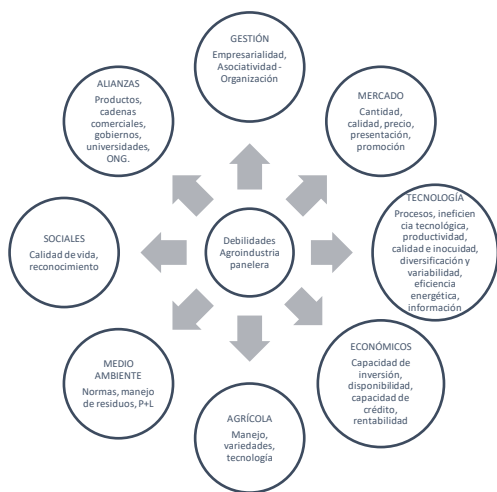 GESTIÓN
Empresarialidad,
Asociatividad -
Organización
MERCADO
Cantidad,
calidad, precio,
presentación,
promoción
TECNOLOGÍA
Procesos, ineficien
cia tecnológica,
productividad,
calidad e inocuidad,
diversificación y
variabilidad,
eficiencia
energética,
información
ECONÓMICOS
Capacidad de
inversión,
disponibilidad,
capacidad de
crédito,
rentabilidad
AGRÍCOLA
Manejo,
variedades,
tecnología
MEDIO
AMBIENTE
Normas, manejo
de residuos, P+L
SOCIALES
Calidad de vida,
reconocimiento
ALIANZAS
Productos,
cadenas
comerciales,
gobiernos,
universidades,
ONG.
Debilidades
Agroindustria
panelera